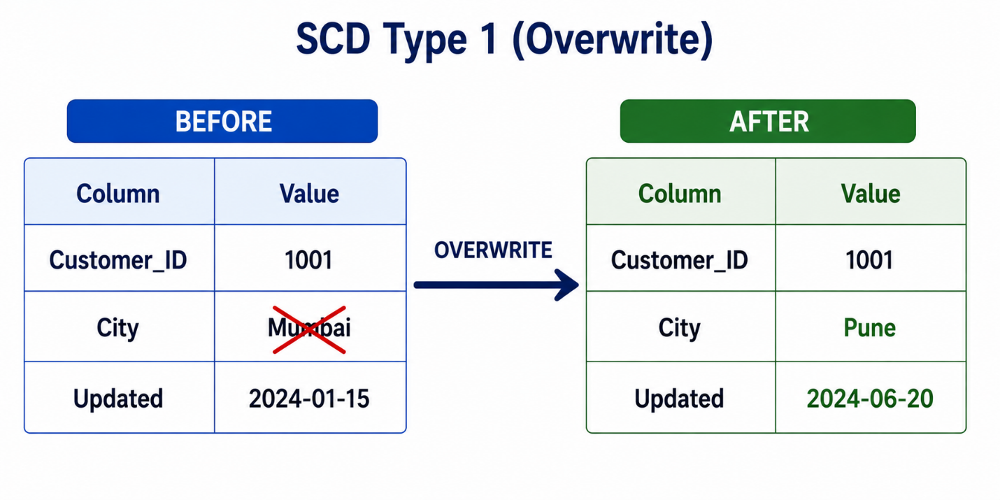 SCD Type 1 (Overwrite)
BEFORE
Column Value
Customer_ID 1001
City Mumbai
Updated 2024-01-15
OVERWRITE
AFTER
Column Value
Customer_ID 1001
City Pune
Updated 2024-06-20